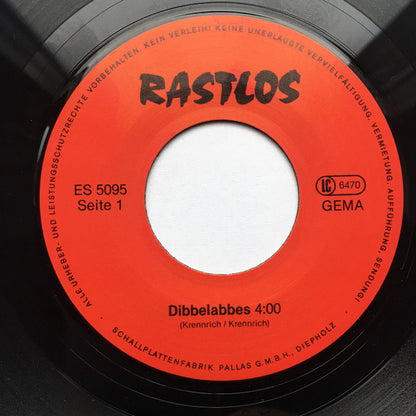 ALLE URHEBER- UND LEISTUNGSSCHUTZRECHTE VORBEHALTEN. KEIN VERLEIH! KEINE UNERLAUBTE VERVIELFÄLTIGUNG, VERMIETUNG, AUFFÜHRUNG, SENDUNG!
RASTLOS
ES 5095
Seite 1
LC 6470
GEMA
Dibbelabbes 4:00
(Krennrich / Krennrich)
• SCHALLPLATTENFABRIK PALLAS G.M.B.H., DIEPHOLZ •